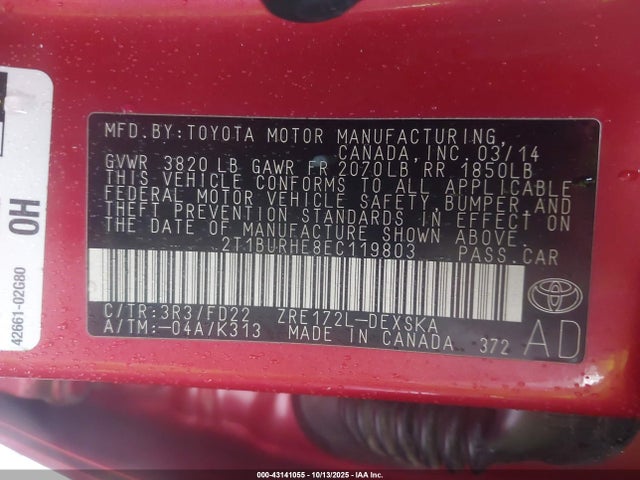 MFD.BY:TOYOTA MOTOR MANUFACTURING,
CANADA, INC. 03/14
GVWR 3820 LB GAWR FR 2070LB RR 1850LB
THIS VEHICLE CONFORMS TO ALL APPLICABLE
FEDERAL MOTOR VEHICLE SAFETY, BUMPER, AND
THEFT PREVENTION STANDARDS IN EFFECT ON
THE DATE OF MANUFACTURE SHOWN ABOVE.
2T1BURHE8EC119803 PASS.CAR
C/TR:3R3/FD22 ZRE172L-DEXSKA
A/TM:-04A/K313 MADE IN CANADA 372 AD
42661-02G80
OH
000-43141055 | 10/13/2025 | IAA Inc.